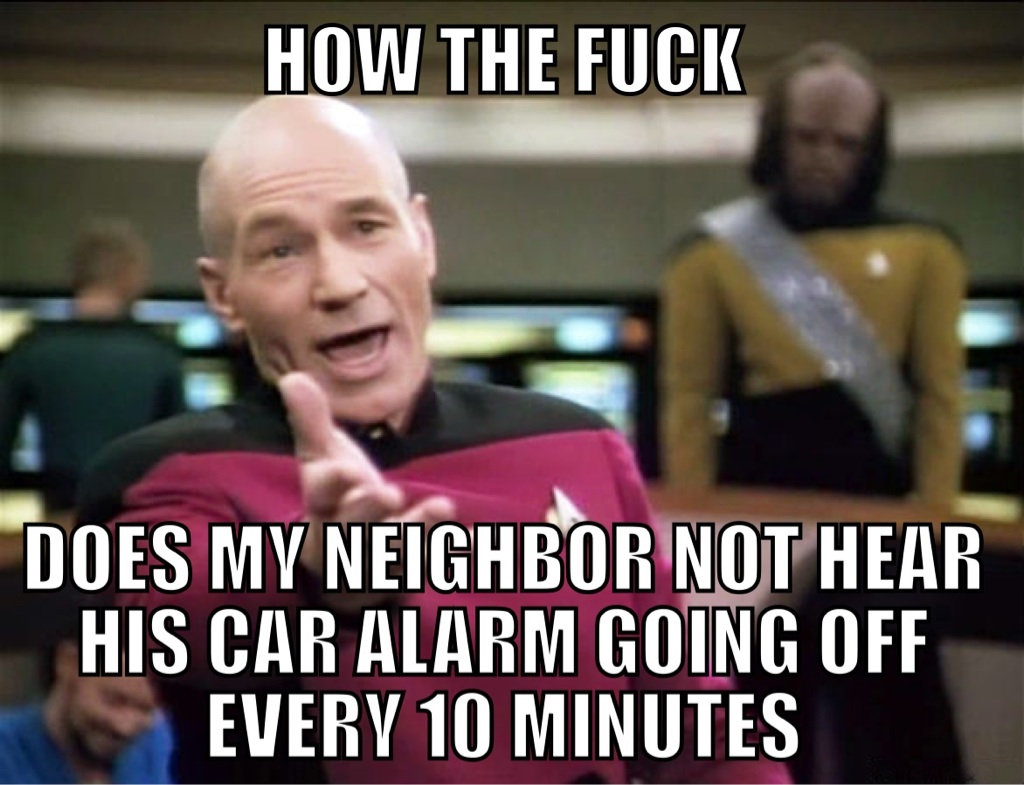 HOW THE FUCK
DOES MY NEIGHBOR NOT HEAR
HIS CAR ALARM GOING OFF
EVERY 10 MINUTES